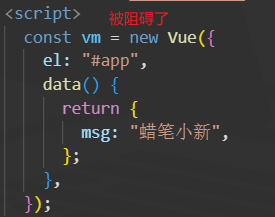 <script>
被阻碍了
const vm = new Vue({
el: "#app",
data() {
return {
msg: "蜡笔小新",
};
},
});